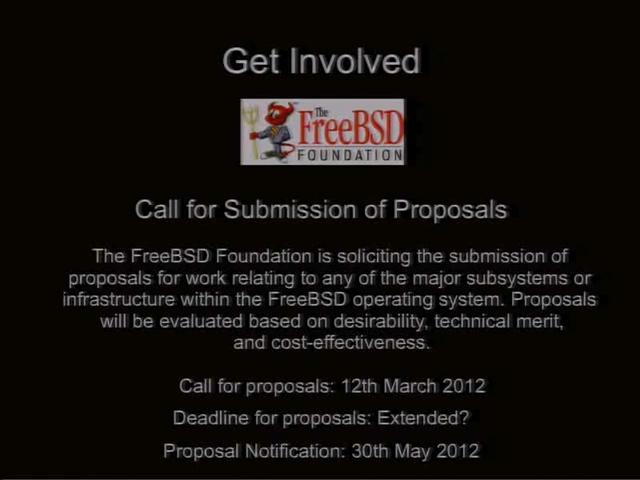 Get Involved
The
FreeBSD
FOUNDATION
Call for Submission of Proposals
The FreeBSD Foundation is soliciting the submission of
proposals for work relating to any of the major subsystems or
infrastructure within the FreeBSD operating system. Proposals
will be evaluated based on desirability, technical merit,
and cost-effectiveness.
Call for proposals: 12th March 2012
Deadline for proposals: Extended?
Proposal Notification: 30th May 2012